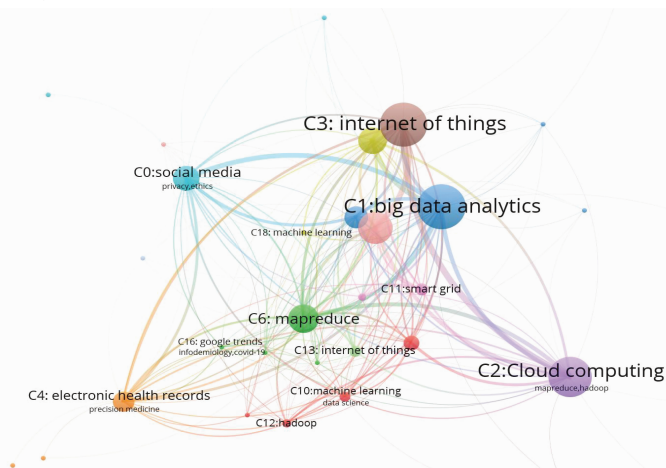 C3: internet of things
C0:social media
privacy,ethics
C1:big data analytics
C18: machine learning
C11:smart grid
C6: mapreduce
C16: google trends
infodemiology,covid-19
C13: internet of things
C2:Cloud computing
mapreduce,hadoop
C4: electronic health records
precision medicine
C10:machine learning
data science
C12:hadoop